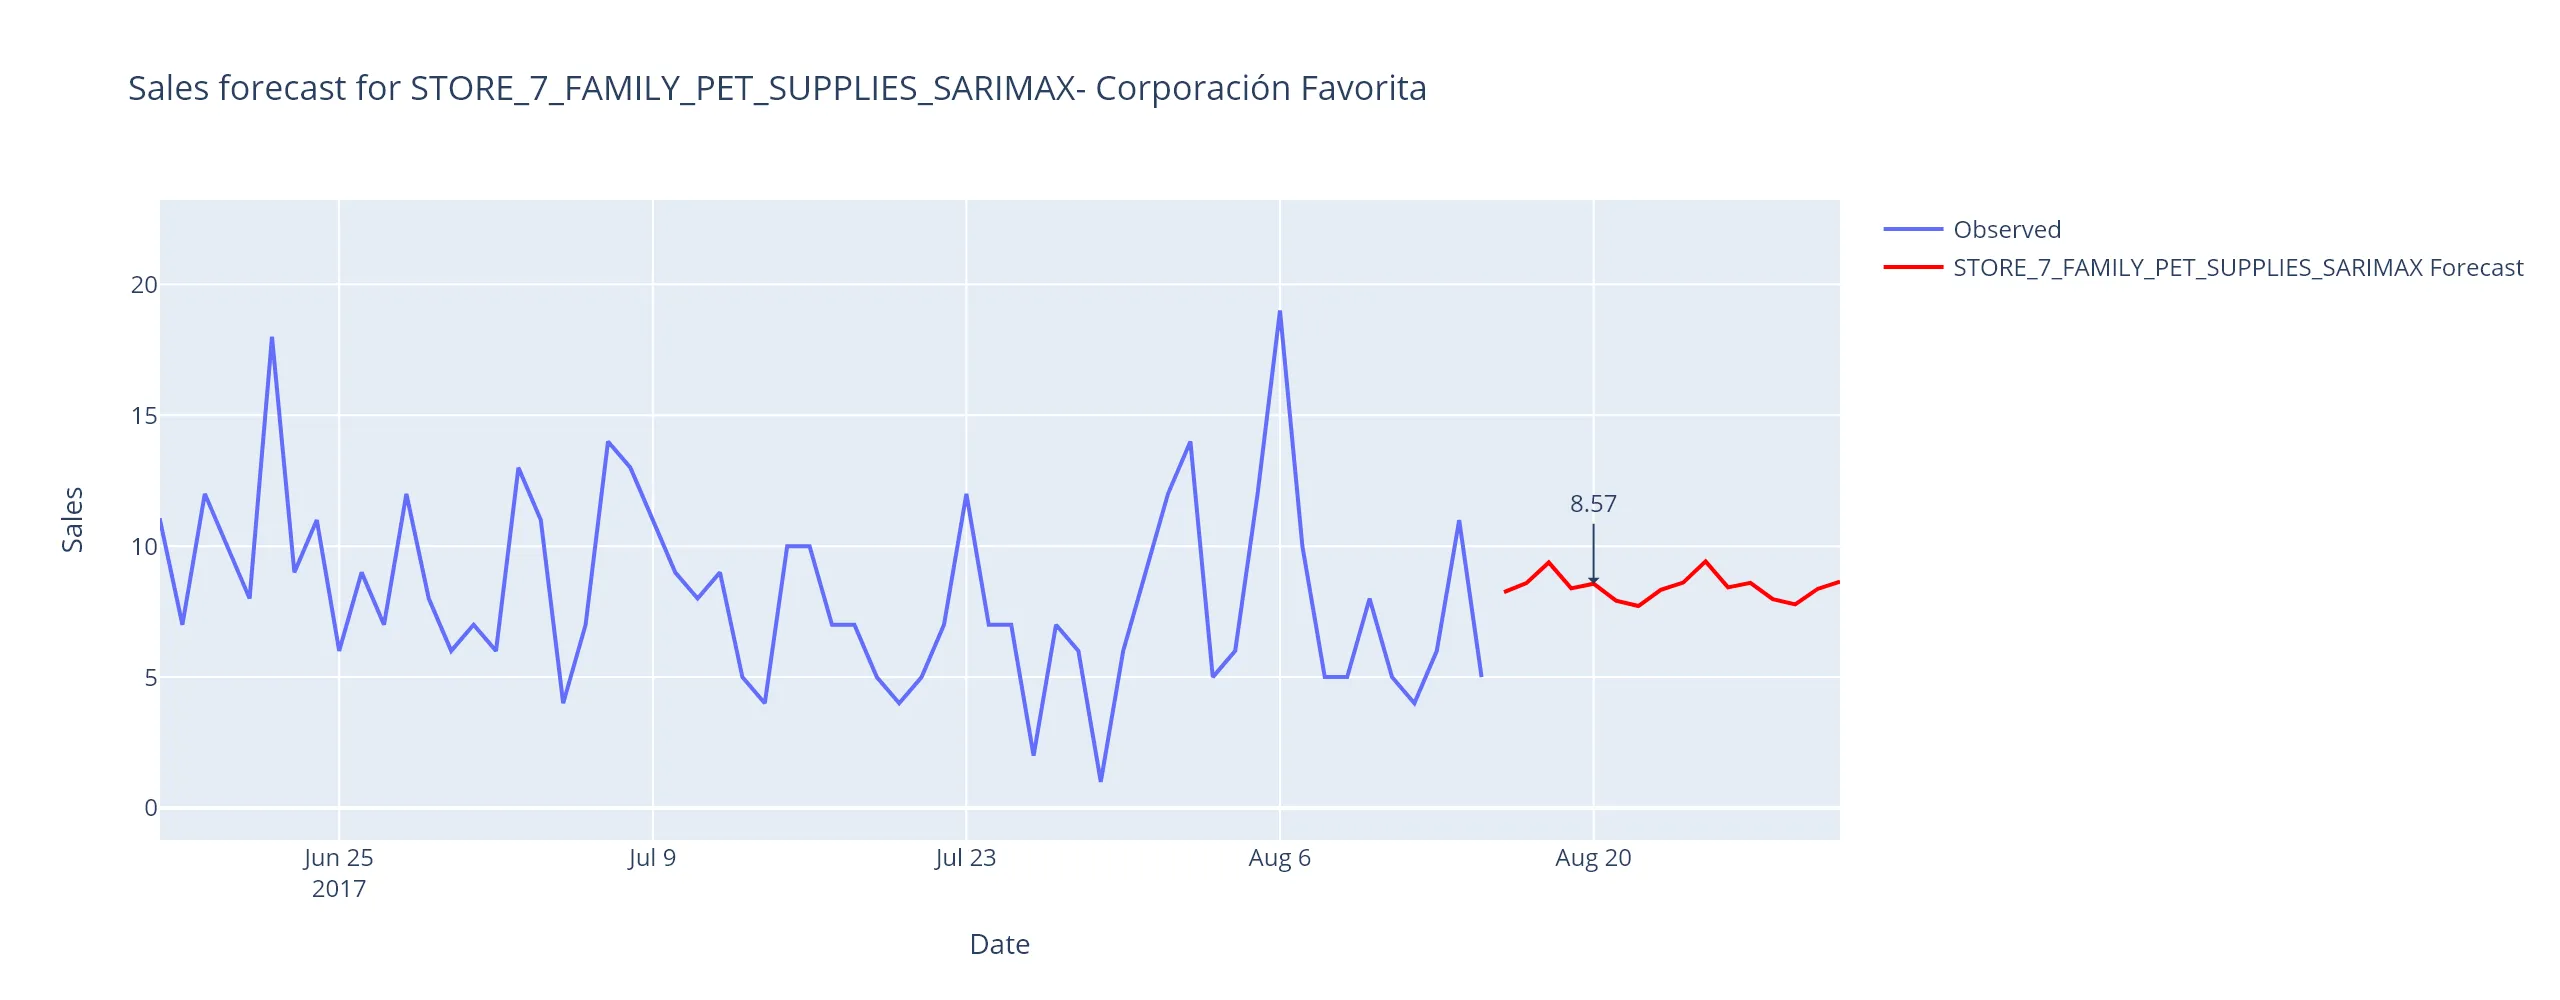 Sales forecast for STORE_7_FAMILY_PET_SUPPLIES_SARIMAX- Corporación Favorita
Observed
STORE_7_FAMILY_PET_SUPPLIES_SARIMAX Forecast
20
15
10
5
0
Sales
8.57
Jun 25
2017
Jul 9
Jul 23
Aug 6
Aug 20
Date